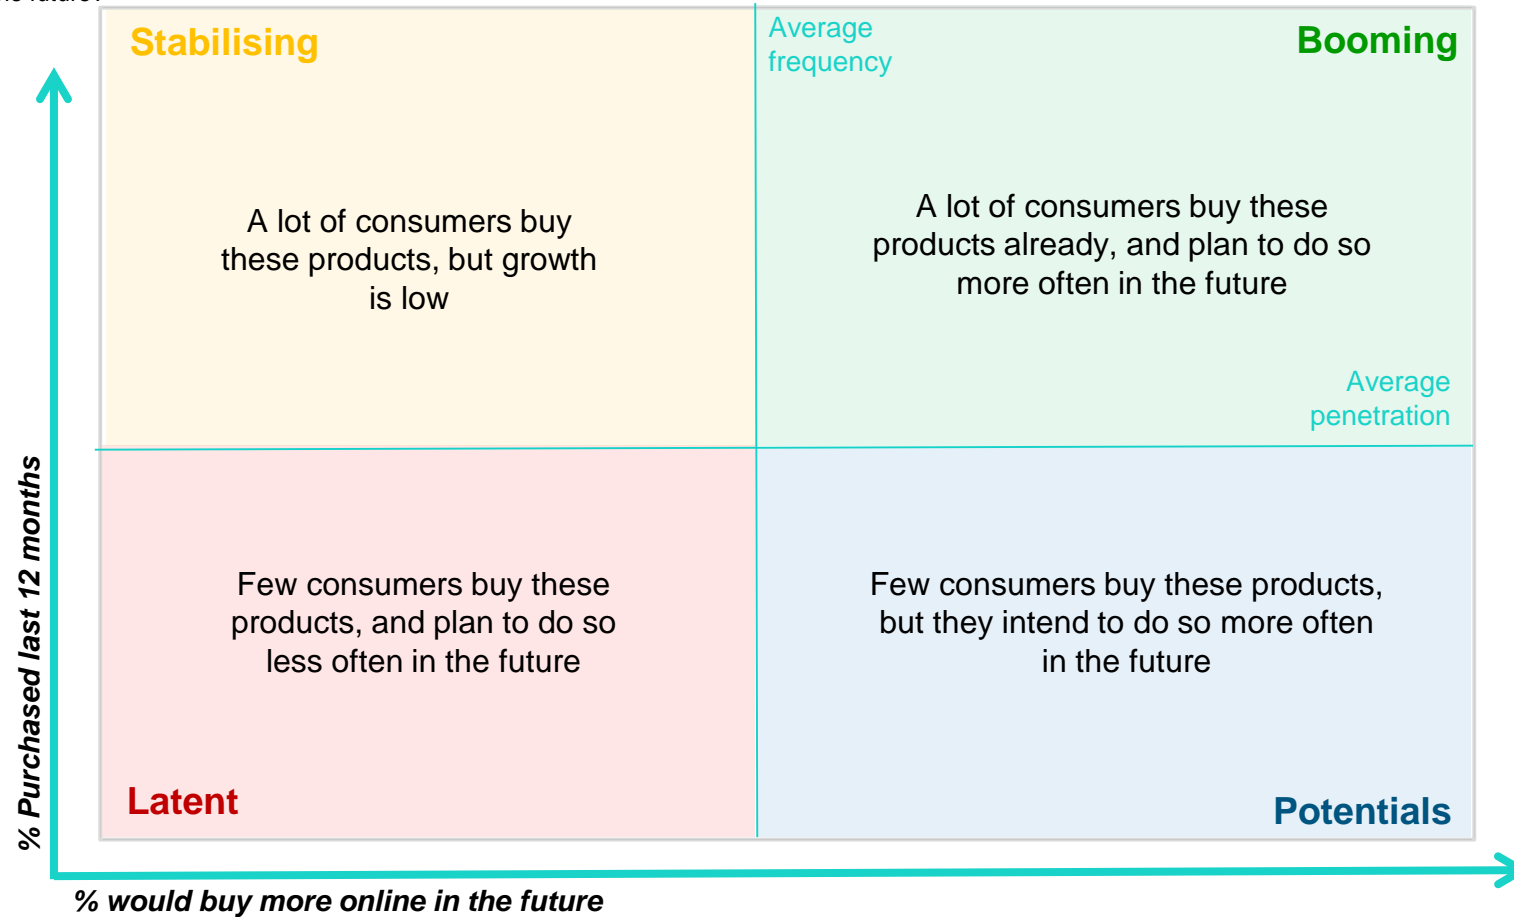 future?
Stabilising
Average
frequency
Booming
A lot of consumers buy
these products, but growth
is low
A lot of consumers buy these
products already, and plan to do so
more often in the future
Average
penetration
% Purchased last 12 months
Few consumers buy these
products, and plan to do so
less often in the future
Few consumers buy these products,
but they intend to do so more often
in the future
Latent
Potentials
% would buy more online in the future